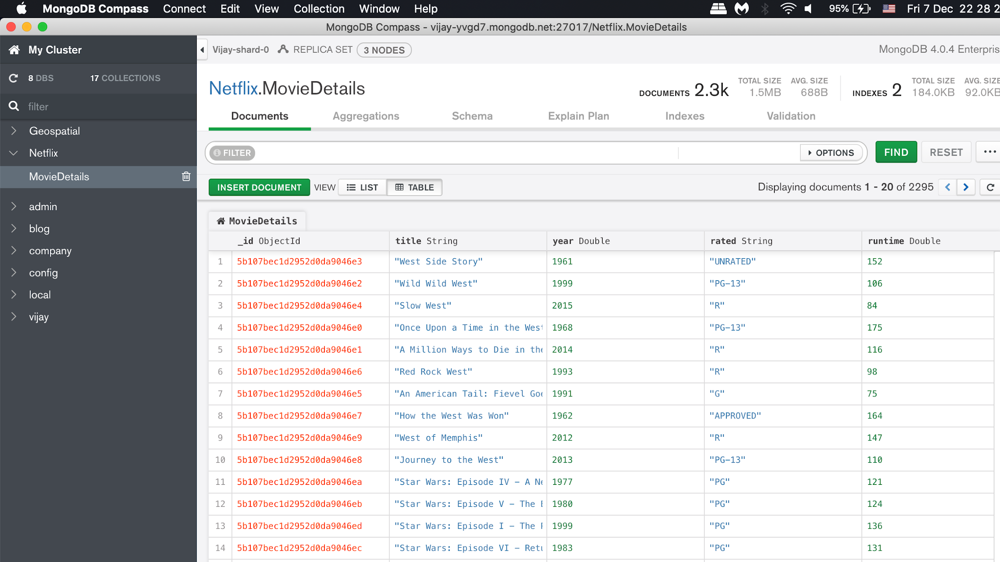 MongoDB Compass Connect Edit View Collection Window Help 95% Fri 7 Dec 22 28 2
MongoDB Compass - vijay-yvgd7.mongodb.net:27017/Netflix.MovieDetails
My Cluster
8 DBS 17 COLLECTIONS
filter
Geospatial
Netflix
MovieDetails
admin
blog
company
config
local
vijay
Vijay-shard-0 REPLICA SET 3 NODES MongoDB 4.0.4 Enterpris
Netflix.MovieDetails
DOCUMENTS 2.3k TOTAL SIZE 1.5MB AVG. SIZE 688B INDEXES 2 TOTAL SIZE 184.0KB AVG. SIZE 92.0KB
Documents Aggregations Schema Explain Plan Indexes Validation
FILTER OPTIONS FIND RESET ...
INSERT DOCUMENT VIEW LIST TABLE Displaying documents 1 - 20 of 2295
MovieDetails
_id ObjectId title String year Double rated String runtime Double
1 5b107bec1d2952d0da9046e3 "West Side Story" 1961 "UNRATED" 152
2 5b107bec1d2952d0da9046e2 "Wild Wild West" 1999 "PG-13" 106
3 5b107bec1d2952d0da9046e4 "Slow West" 2015 "R" 84
4 5b107bec1d2952d0da9046e0 "Once Upon a Time in the West 1968 "PG-13" 175
5 5b107bec1d2952d0da9046e1 "A Million Ways to Die in the 2014 "R" 116
6 5b107bec1d2952d0da9046e6 "Red Rock West" 1993 "R" 98
7 5b107bec1d2952d0da9046e5 "An American Tail: Fievel Goe 1991 "G" 75
8 5b107bec1d2952d0da9046e7 "How the West Was Won" 1962 "APPROVED" 164
9 5b107bec1d2952d0da9046e9 "West of Memphis" 2012 "R" 147
10 5b107bec1d2952d0da9046e8 "Journey to the West" 2013 "PG-13" 110
11 5b107bec1d2952d0da9046ea "Star Wars: Episode IV - A Ne 1977 "PG" 121
12 5b107bec1d2952d0da9046eb "Star Wars: Episode V - The E 1980 "PG" 124
13 5b107bec1d2952d0da9046ed "Star Wars: Episode I - The P 1999 "PG" 136
14 5b107bec1d2952d0da9046ec "Star Wars: Episode VI - Retu 1983 "PG" 131